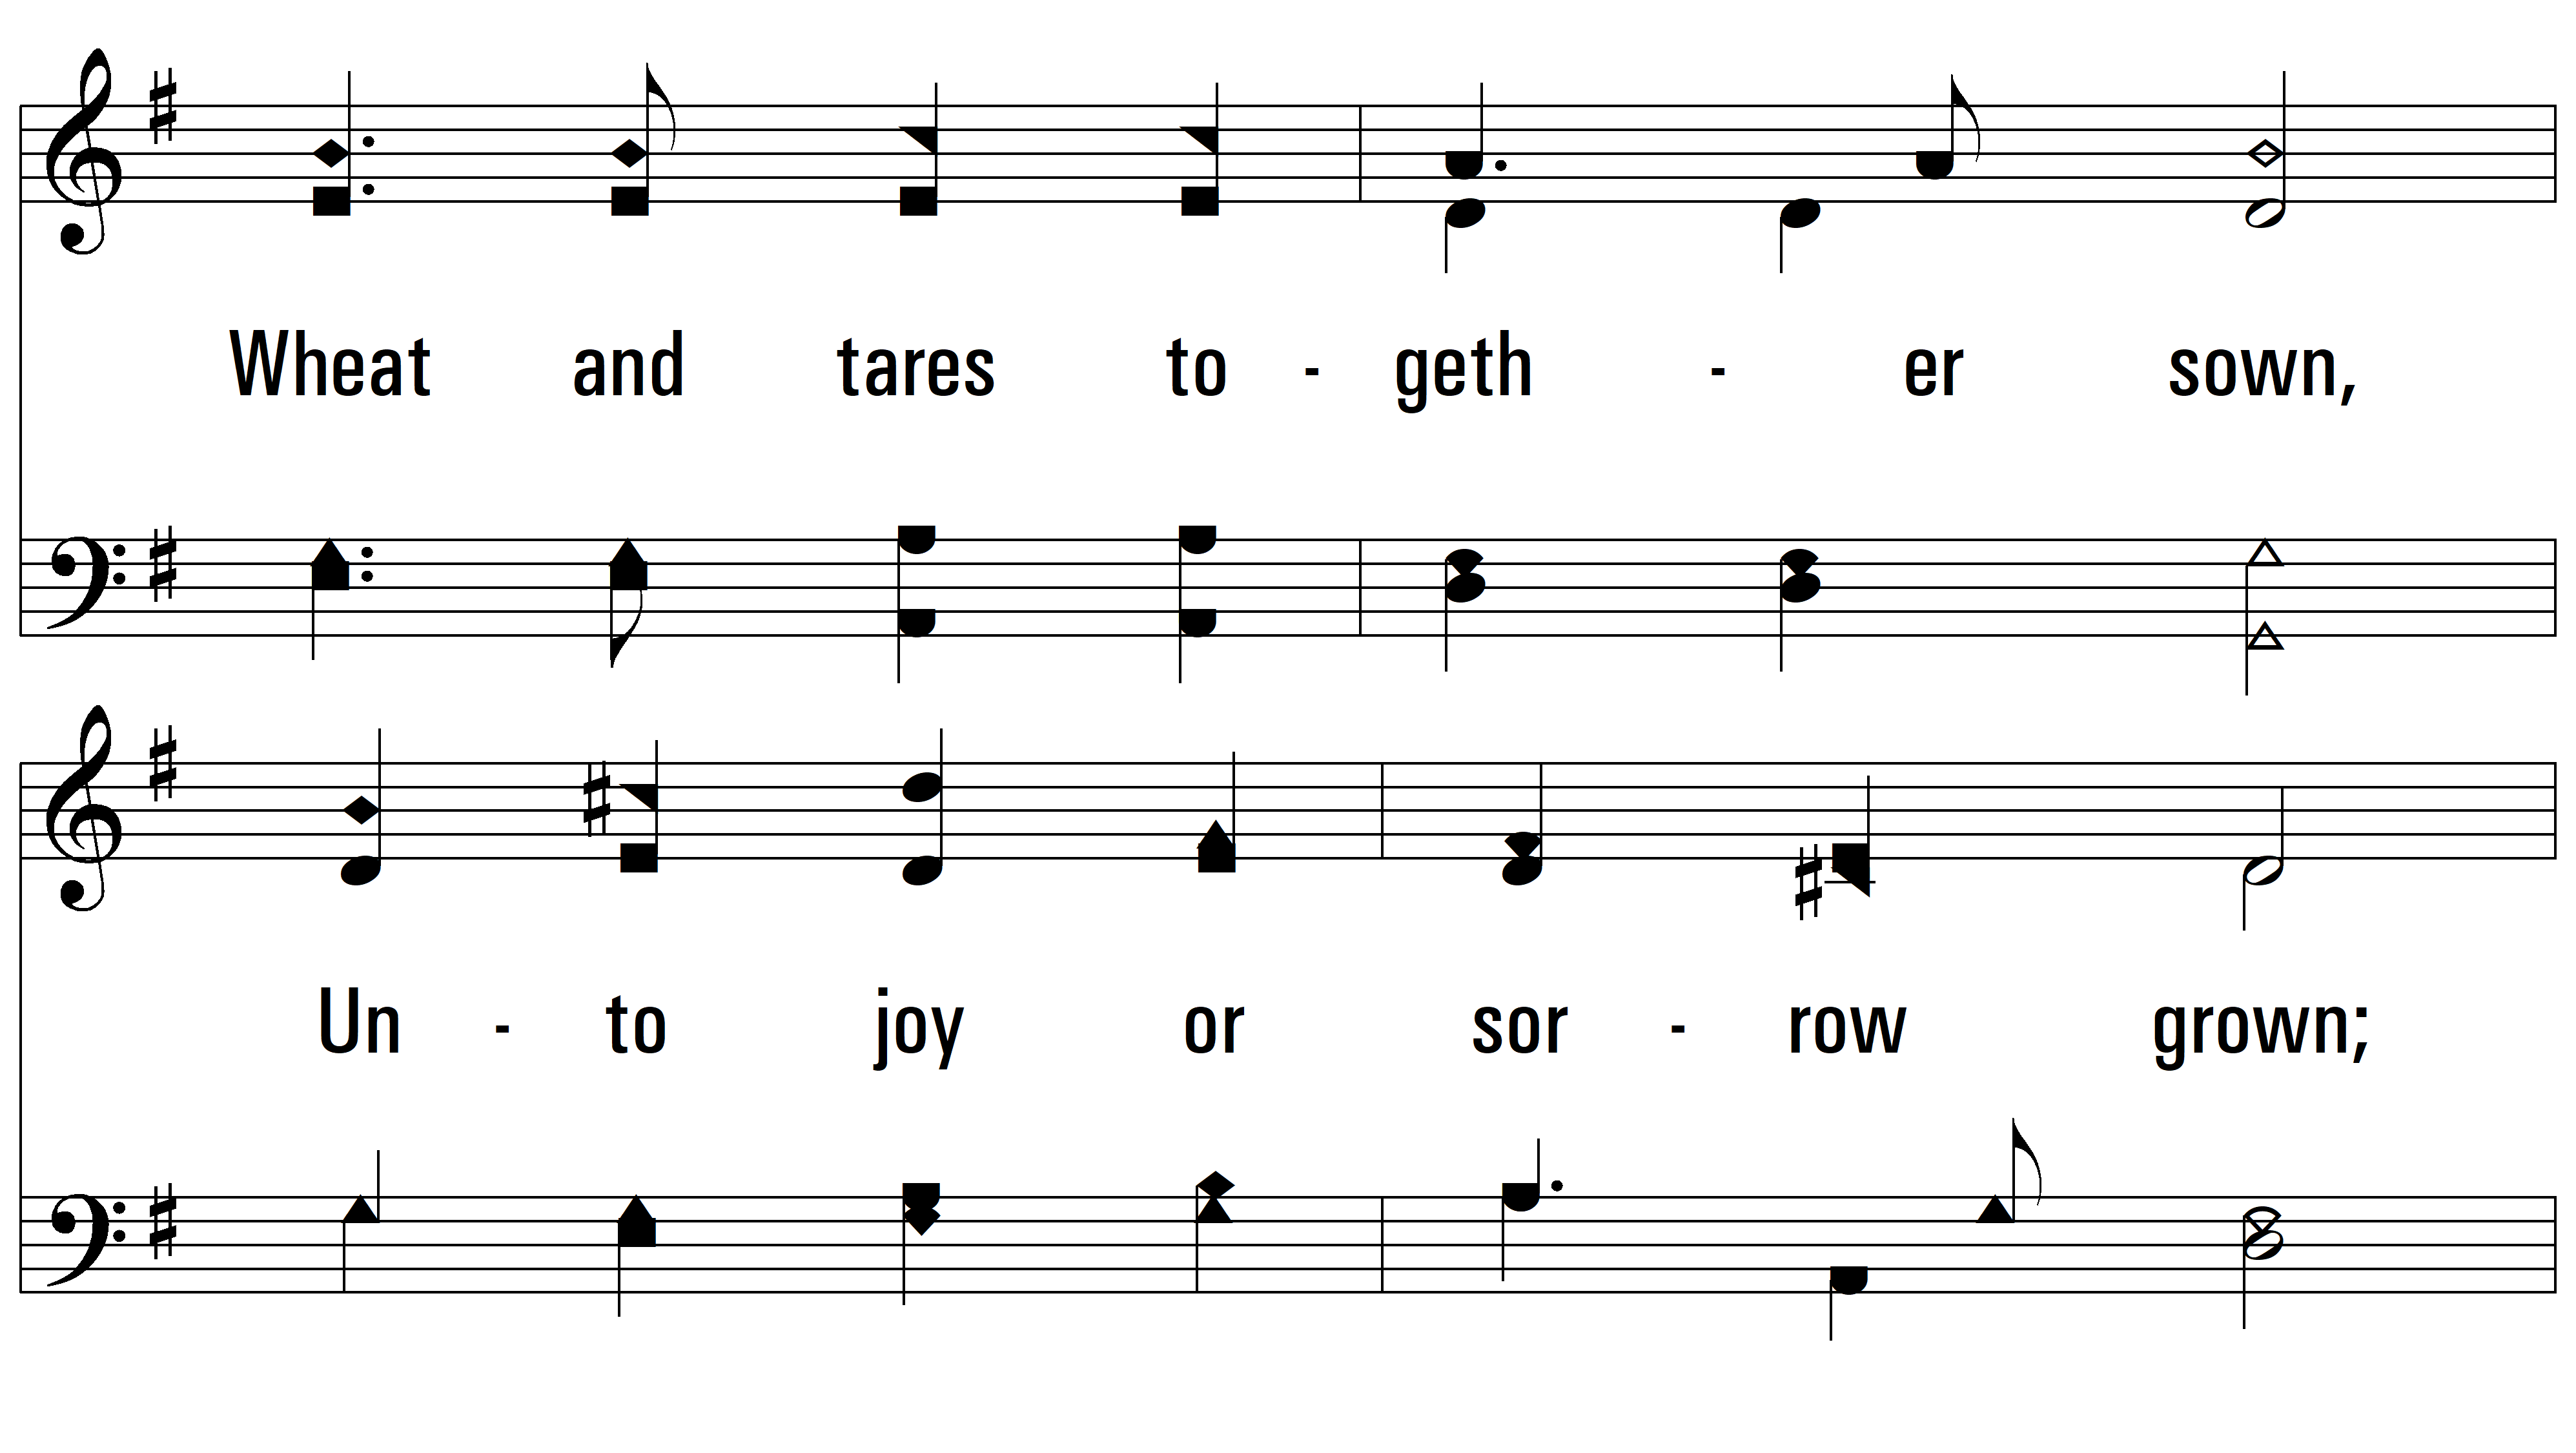 Wheat and tares to - geth - er sown,
Un - to joy or sor - row grown;